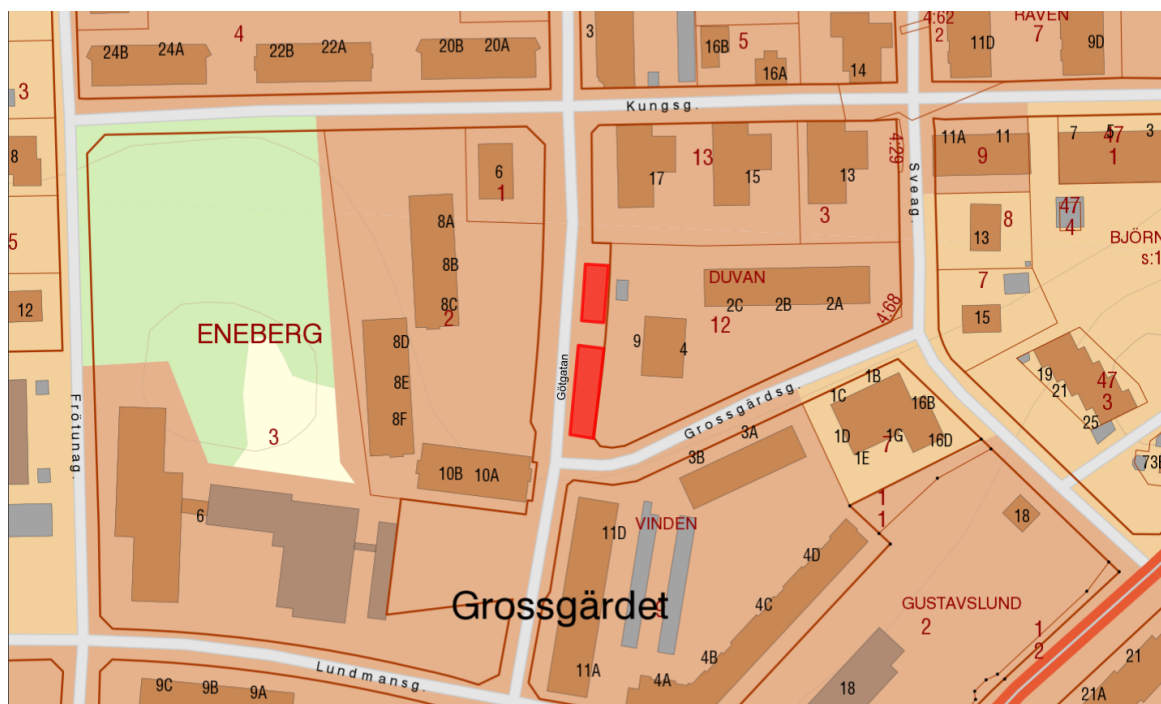 24B
24A
4
22B
22A
20B
20A
3
16B
5
16A
14
4:62
2
RÄVEN
7
11D
9D
Kungsg.
3
8
5
12
6
1
8A
8B
8C
2
8D
8E
8F
ENEBERG
3
10B
10A
6
Frötunag.
Götgatan
13
17
15
13
3
4:29
Sveag.
DUVAN
2C
2B
2A
12
9
4
4:68
11A
11
9
7
5
3
47
1
13
8
47
4
7
15
BJÖRN
s:1
19
21
47
3
25
73B
Grossgärdsg.
1B
1C
16B
1D
1G
16D
7
1E
3A
3B
1
1
11D
VINDEN
4D
18
Grossgärdet
4C
11A
4B
4A
GUSTAVSLUND
2
1
2
18
21
21A
Lundmansg.
9C
9B
9A